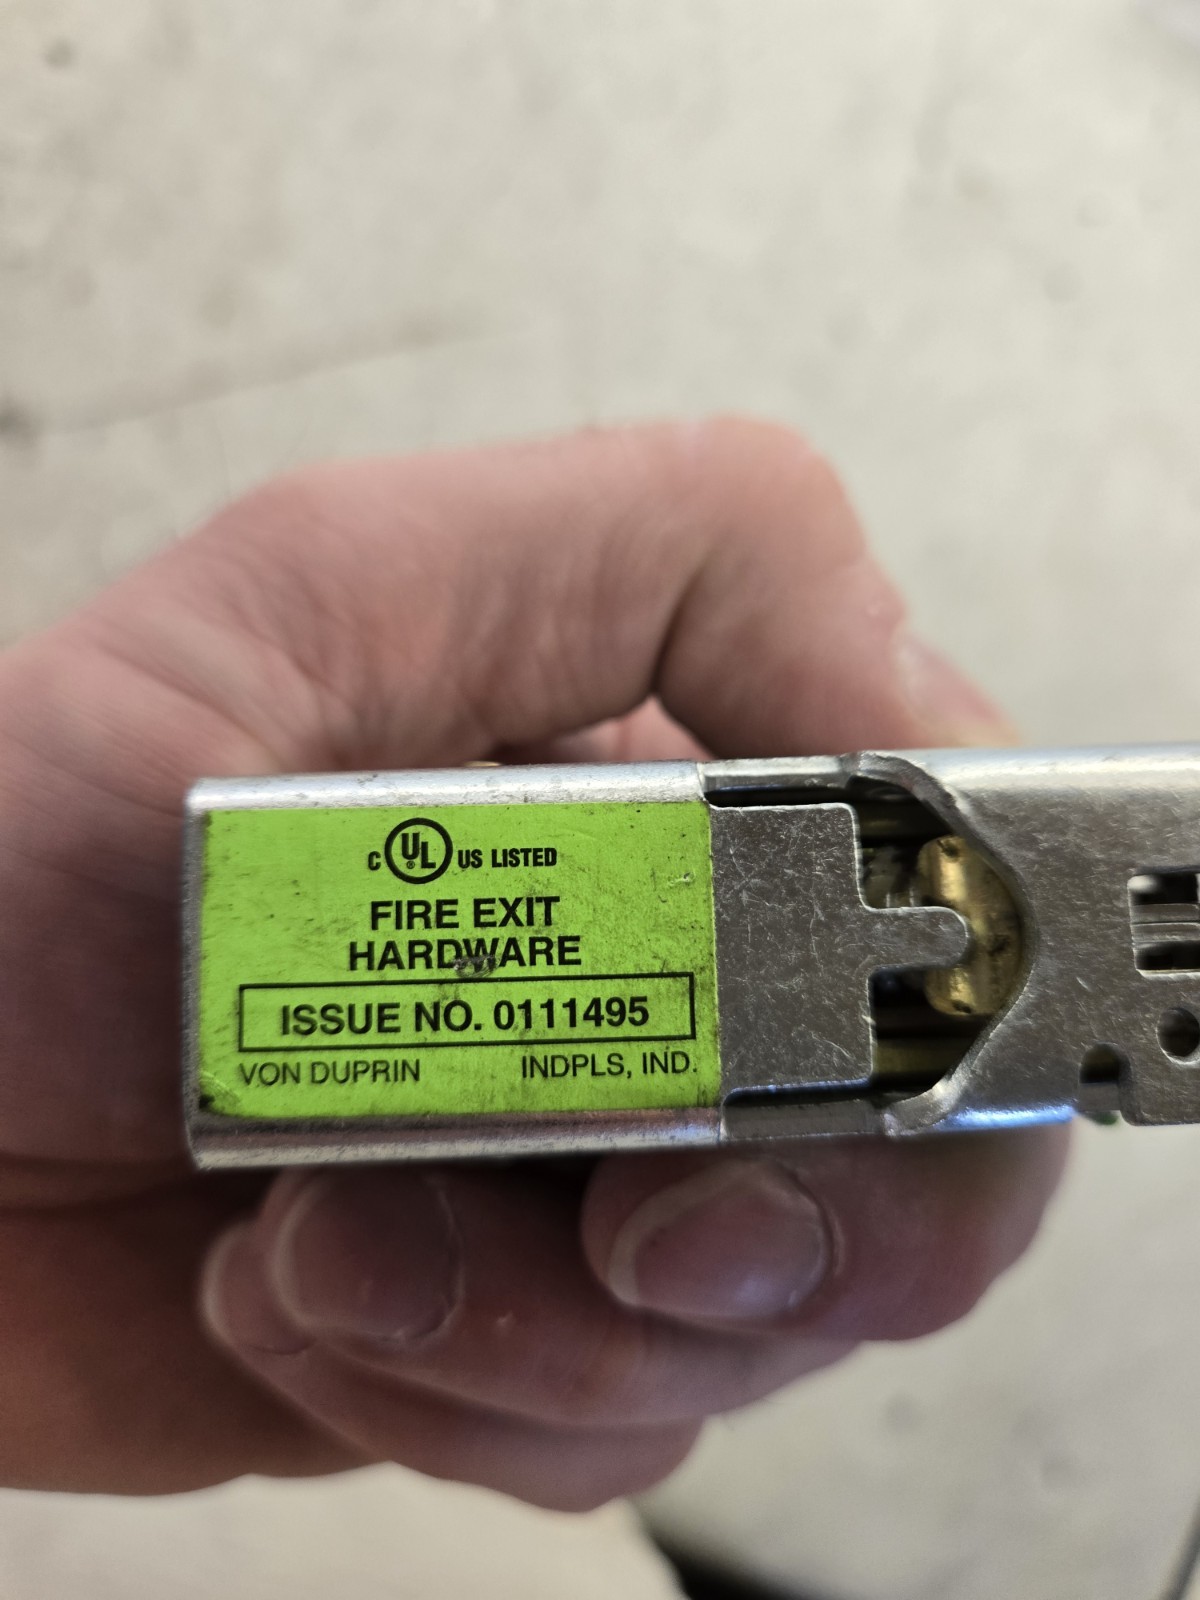 C UL ® US LISTED
FIRE EXIT
HARDWARE
ISSUE NO. 0111495
VON DUPRIN INDPLS, IND.